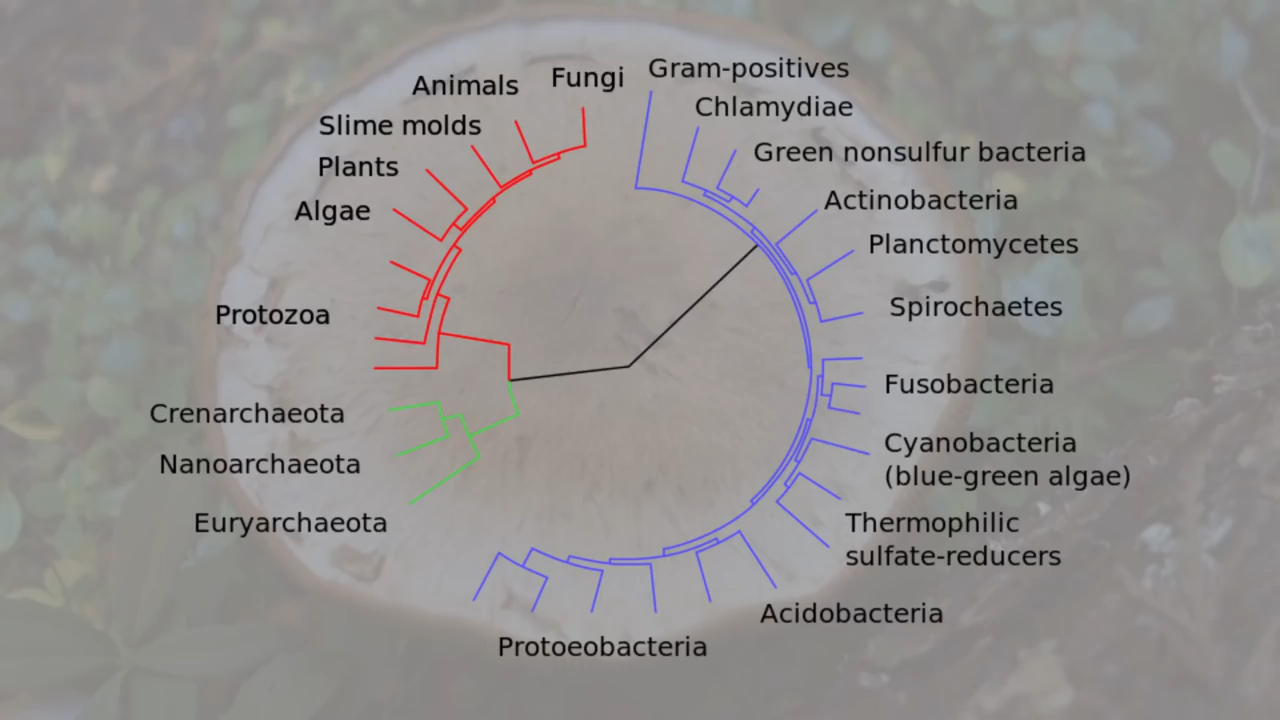 Fungi
Gram-positives
Animals
Chlamydiae
Slime molds
Green nonsulfur bacteria
Plants
Actinobacteria
Algae
Planctomycetes
Spirochaetes
Protozoa
Fusobacteria
Crenarchaeota
Cyanobacteria
(blue-green algae)
Nanoarchaeota
Euryarchaeota
Thermophilic
sulfate-reducers
Acidobacteria
Protoeobacteria